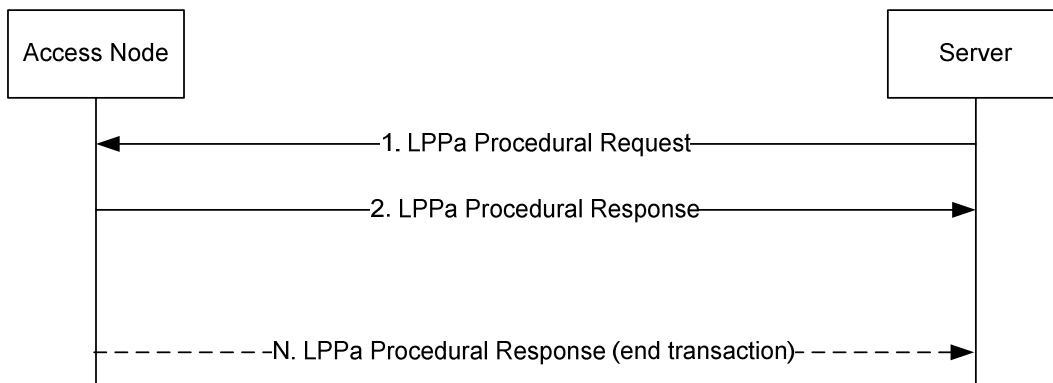 Access Node
Server
1. LPPa Procedural Request
2. LPPa Procedural Response
N. LPPa Procedural Response (end transaction)